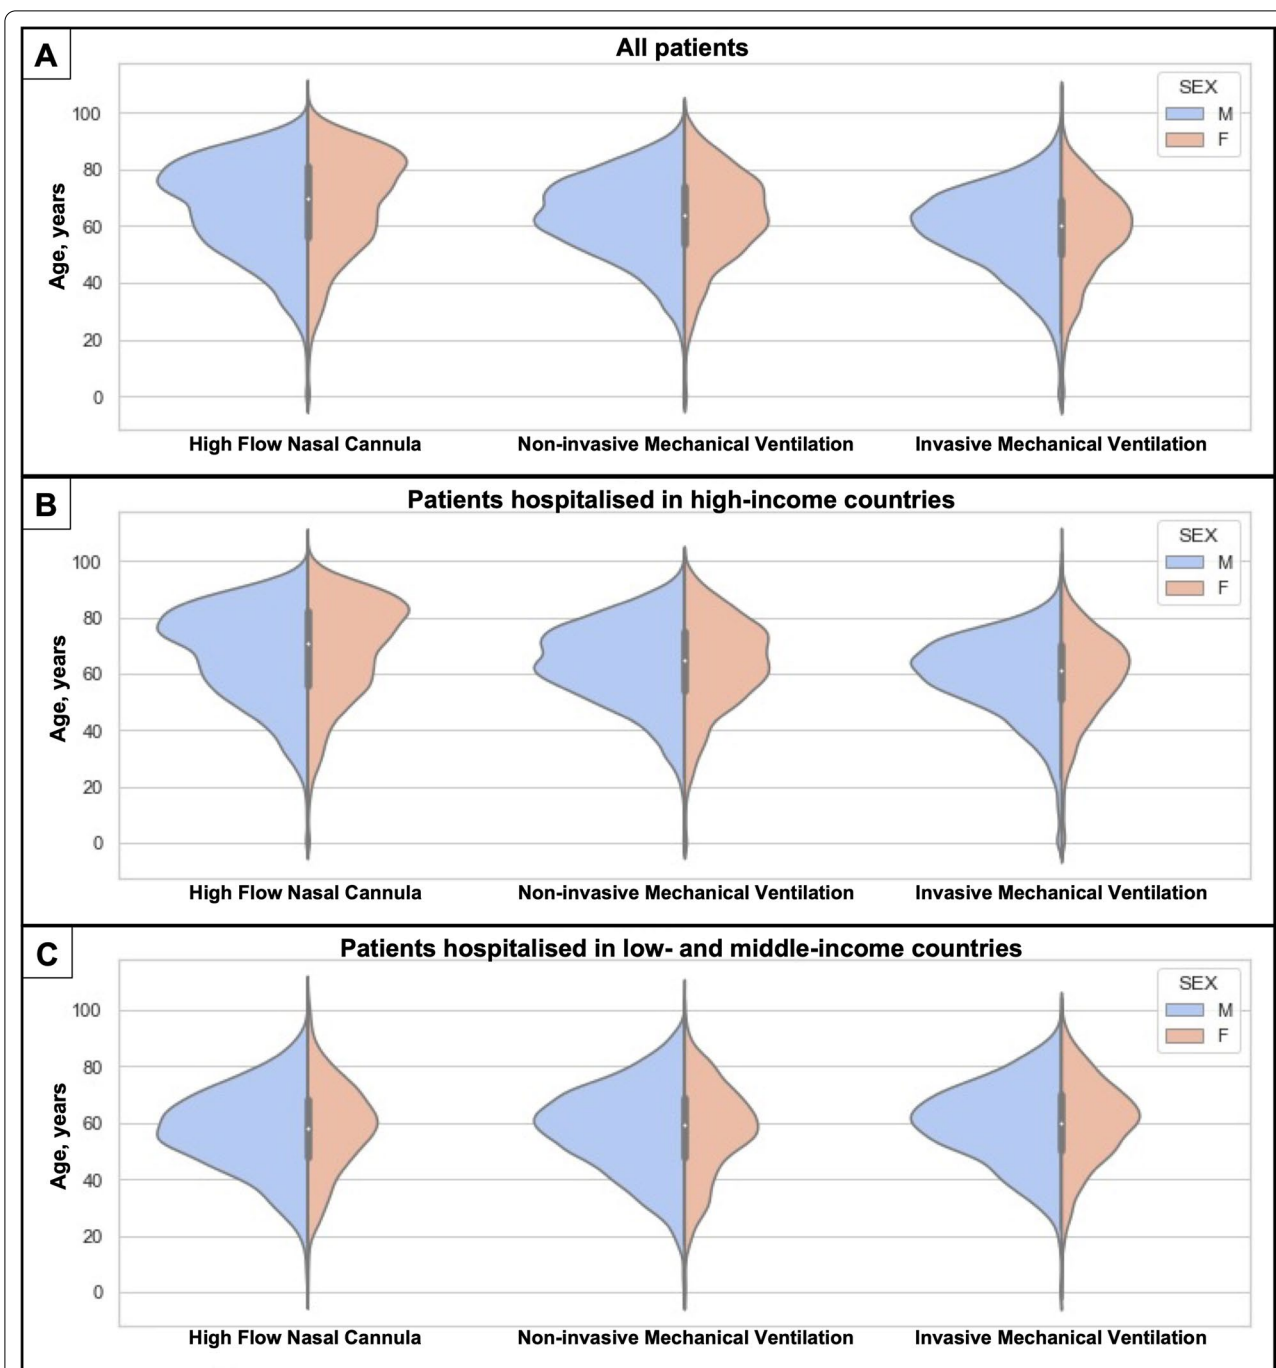 A
All patients
SEX
M
F
100
80
60
40
20
0
Age, years
High Flow Nasal Cannula
Non-invasive Mechanical Ventilation
Invasive Mechanical Ventilation
B
Patients hospitalised in high-income countries
SEX
M
F
100
80
60
40
20
0
Age, years
High Flow Nasal Cannula
Non-invasive Mechanical Ventilation
Invasive Mechanical Ventilation
C
Patients hospitalised in low- and middle-income countries
SEX
M
F
100
80
60
40
20
0
Age, years
High Flow Nasal Cannula
Non-invasive Mechanical Ventilation
Invasive Mechanical Ventilation